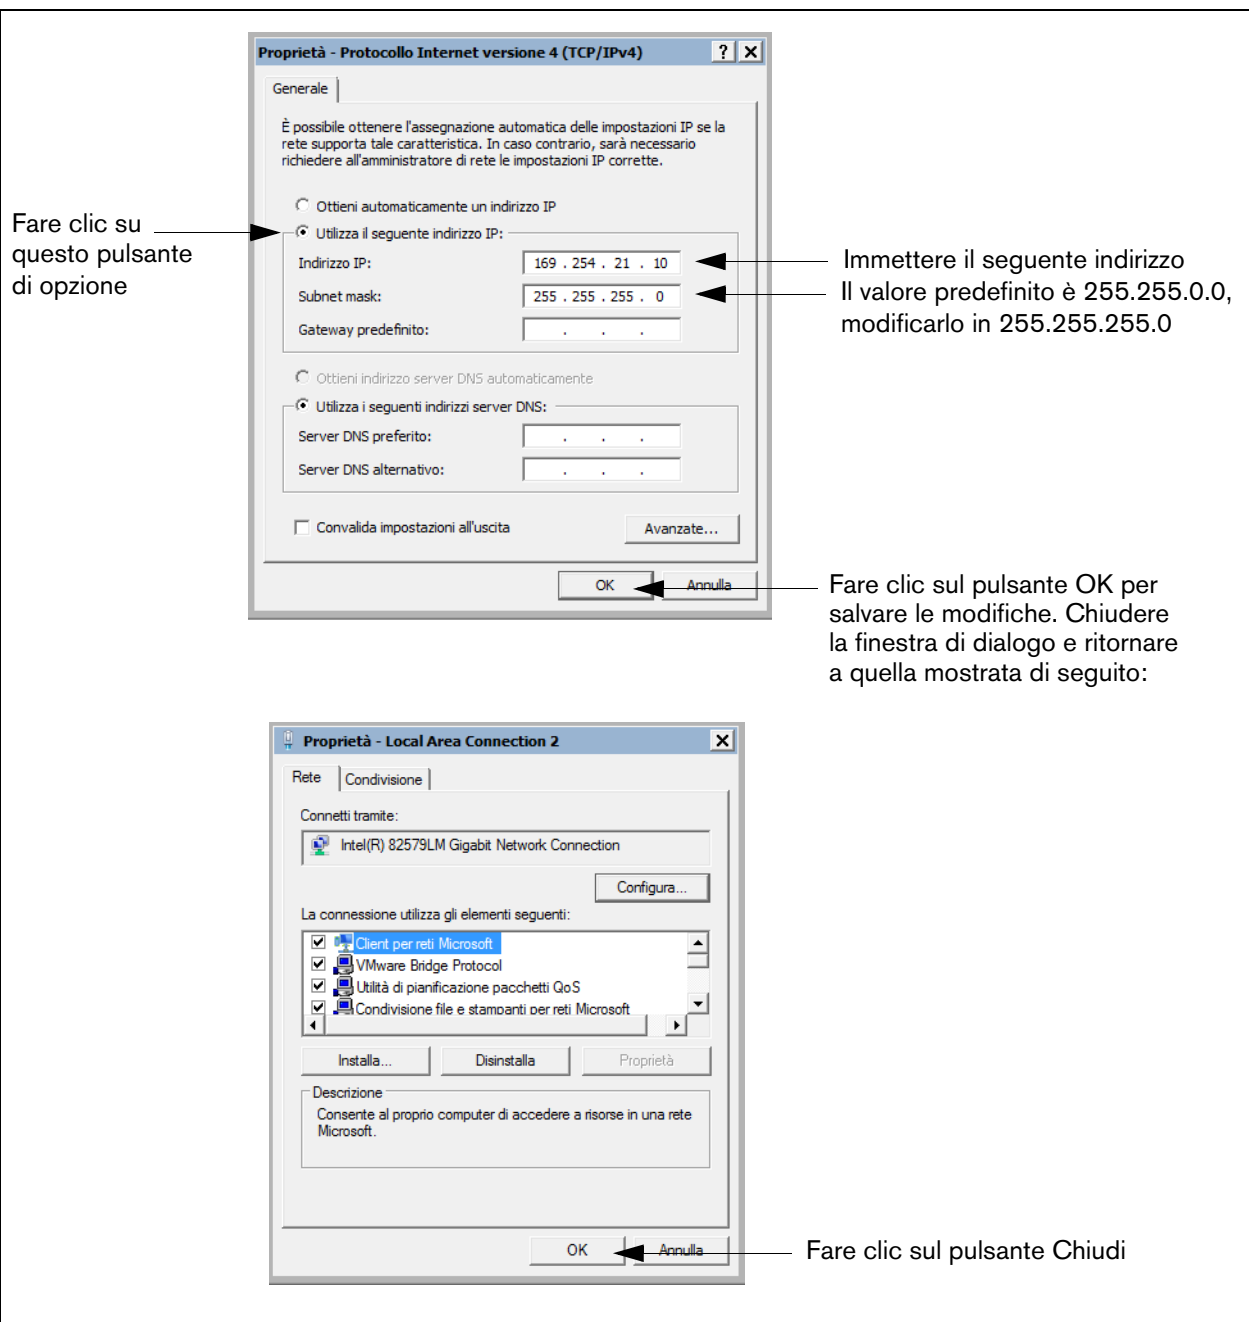 Proprietà - Protocollo Internet versione 4 (TCP/IPv4)
Generale
È possibile ottenere l'assegnazione automatica delle impostazioni IP se la
rete supporta tale caratteristica. In caso contrario, sarà necessario
richiedere all'amministratore di rete le impostazioni IP corrette.
Ottieni automaticamente un indirizzo IP
Utilizza il seguente indirizzo IP:
Indirizzo IP: 169 . 254 . 21 . 10
Subnet mask: 255 . 255 . 255 . 0
Gateway predefinito: . . .
Ottieni indirizzo server DNS automaticamente
Utilizza i seguenti indirizzi server DNS:
Server DNS preferito: . . .
Server DNS alternativo: . . .
Convalida impostazioni all'uscita
Avanzate...
OK
Annulla
Fare clic su
questo pulsante
di opzione
Immettere il seguente indirizzo
Il valore predefinito è 255.255.0.0,
modificarlo in 255.255.255.0
Fare clic sul pulsante OK per
salvare le modifiche. Chiudere
la finestra di dialogo e ritornare
a quella mostrata di seguito:
Proprietà - Local Area Connection 2
Rete
Condivisione
Connetti tramite:
Intel(R) 82579LM Gigabit Network Connection
Configura...
La connessione utilizza gli elementi seguenti:
Client per reti Microsoft
VMware Bridge Protocol
Utilità di pianificazione pacchetti QoS
Condivisione file e stampanti per reti Microsoft
Installa...
Disinstalla
Proprietà
Descrizione
Consente al proprio computer di accedere a risorse in una rete
Microsoft.
OK
Annulla
Fare clic sul pulsante Chiudi